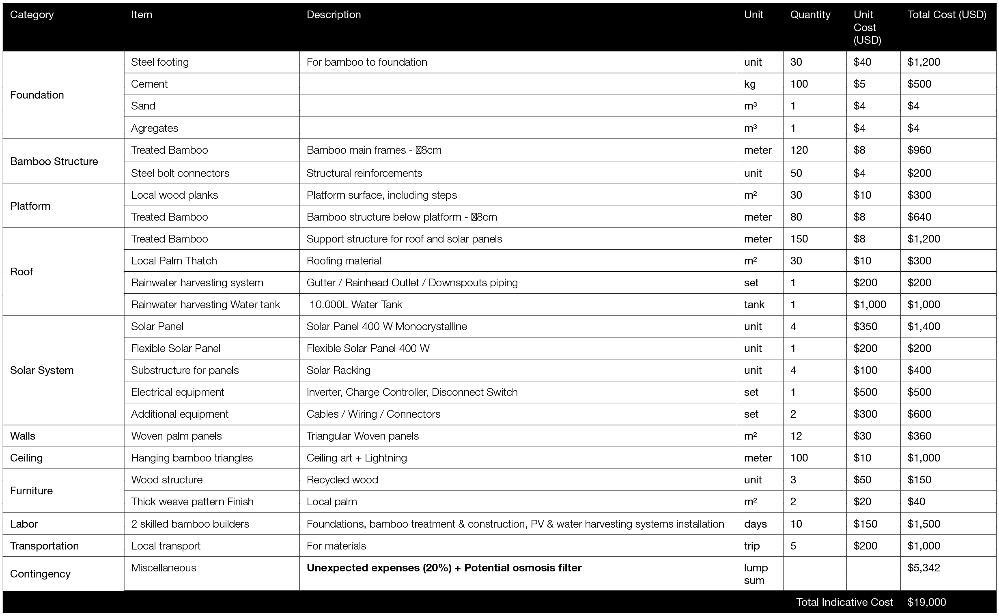 Category Item Description Unit Quantity Unit Cost (USD) Total Cost (USD)
Foundation
Steel footing For bamboo to foundation unit 30 $40 $1,200
Cement kg 100 $5 $500
Sand m³ 1 $4 $4
Agregates m³ 1 $4 $4
Bamboo Structure
Treated Bamboo Bamboo main frames - 8cm meter 120 $8 $960
Steel bolt connectors Structural reinforcements unit 50 $4 $200
Platform
Local wood planks Platform surface, including steps m² 30 $10 $300
Treated Bamboo Bamboo structure below platform - 8cm meter 80 $8 $640
Roof
Treated Bamboo Support structure for roof and solar panels meter 150 $8 $1,200
Local Palm Thatch Roofing material m² 30 $10 $300
Rainwater harvesting system Gutter / Rainhead Outlet / Downspouts piping set 1 $200 $200
Rainwater harvesting Water tank 10.000L Water Tank tank 1 $1,000 $1,000
Solar System
Solar Panel Solar Panel 400 W Monocrystalline unit 4 $350 $1,400
Flexible Solar Panel Flexible Solar Panel 400 W unit 1 $200 $200
Substructure for panels Solar Racking unit 4 $100 $400
Electrical equipment Inverter, Charge Controller, Disconnect Switch set 1 $500 $500
Additional equipment Cables / Wiring / Connectors set 2 $300 $600
Walls Woven palm panels Triangular Woven panels m² 12 $30 $360
Ceiling Hanging bamboo triangles Ceiling art + Lightning meter 100 $10 $1,000
Furniture
Wood structure Recycled wood unit 3 $50 $150
Thick weave pattern Finish Local palm m² 2 $20 $40
Labor 2 skilled bamboo builders Foundations, bamboo treatment & construction, PV & water harvesting systems installation days 10 $150 $1,500
Transportation Local transport For materials trip 5 $200 $1,000
Contingency Miscellaneous Unexpected expenses (20%) + Potential osmosis filter lump sum $5,342
Total Indicative Cost $19,000